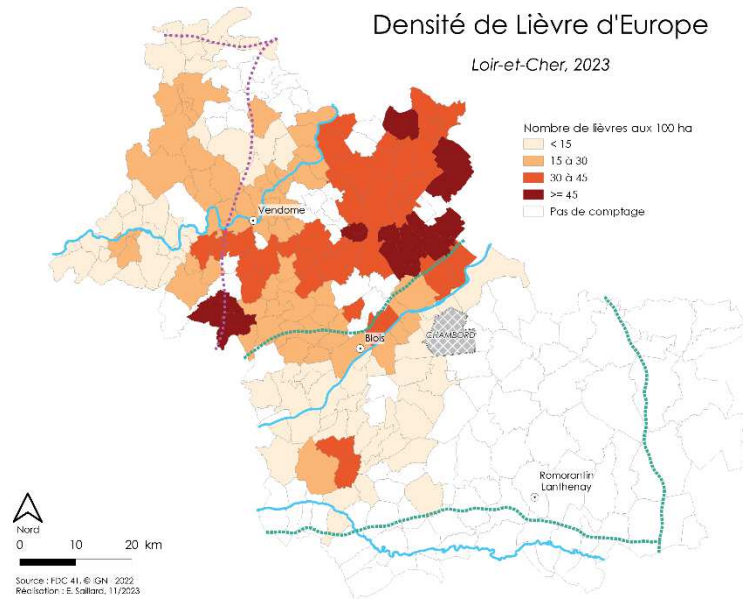 Densité de Lièvre d'Europe
Loir-et-Cher, 2023
Nombre de lièvres aux 100 ha
< 15
15 à 30
30 à 45
>= 45
Pas de comptage
Vendome
CHAMBORD
Blois
Romorantin
Lanthenay
Nord
0 10 20 km
Source : FDC 41, © IGN - 2022
Réalisation : E. Saillard, 11/2023